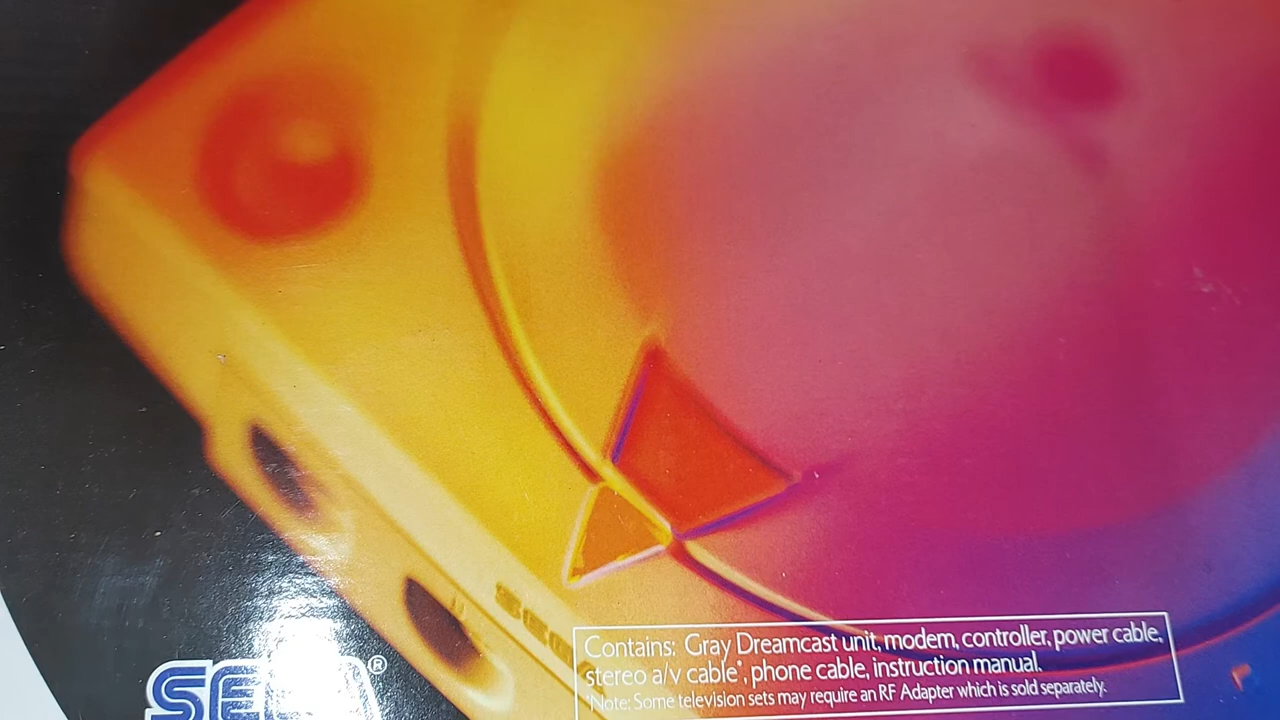 SEGA®
Contains: Gray Dreamcast unit, modem, controller, power cable,
stereo a/v cable*, phone cable, instruction manual.
*Note: Some television sets may require an RF Adapter which is sold separately.